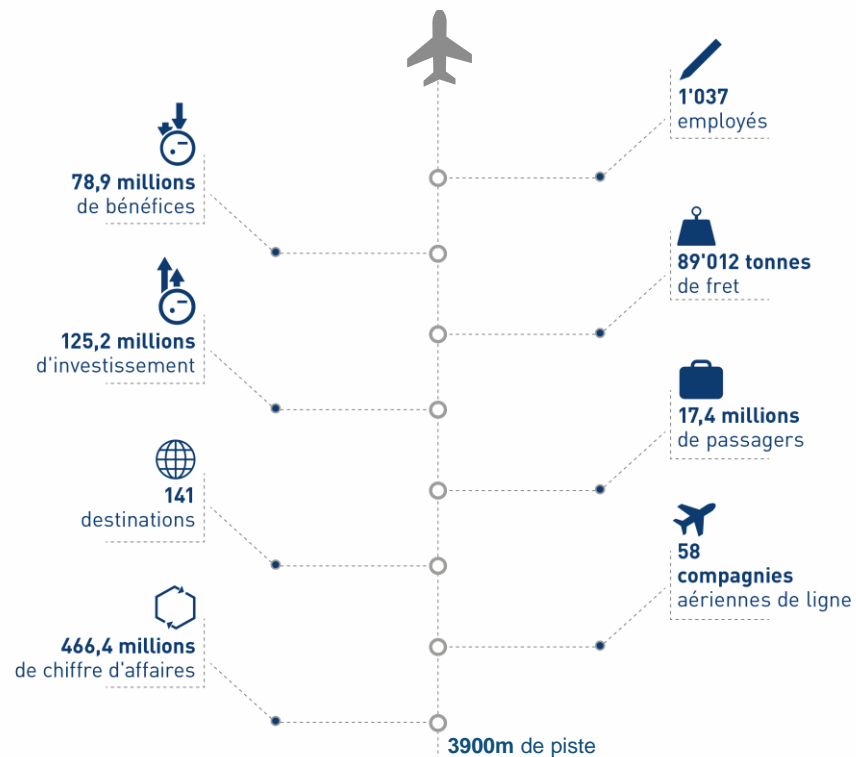 1'037
employés
78,9 millions
de bénéfices
89'012 tonnes
de fret
125,2 millions
d'investissement
17,4 millions
de passagers
141
destinations
58
compagnies
aériennes de ligne
466,4 millions
de chiffre d'affaires
3900m de piste